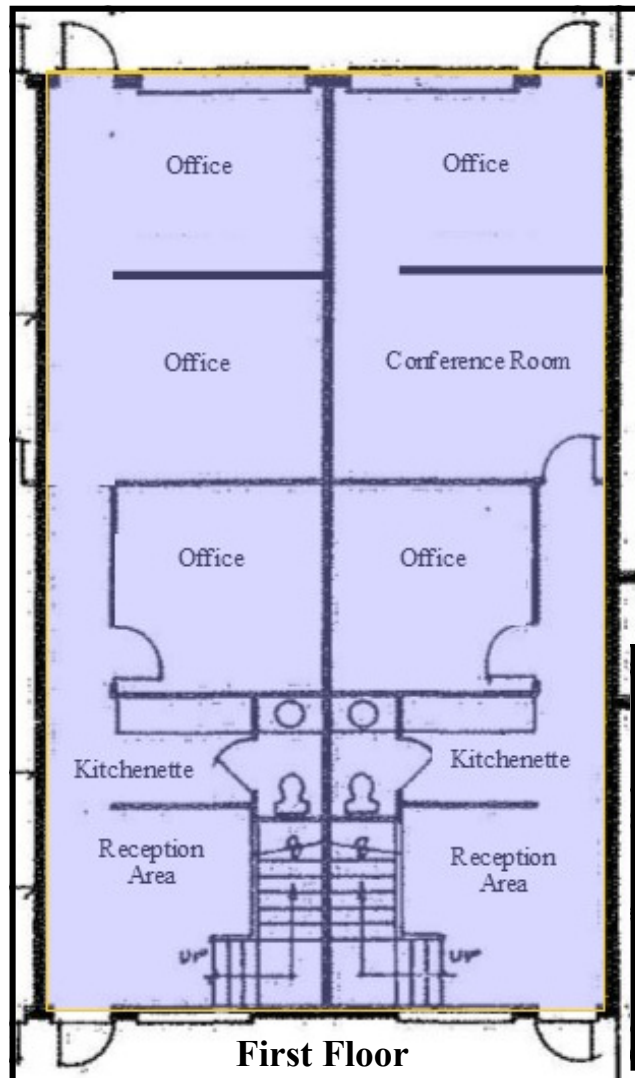 Office
Office
Office
Conference Room
Office
Office
Kitchenette
Kitchenette
Reception
Area
Reception
Area
UP
UP
First Floor